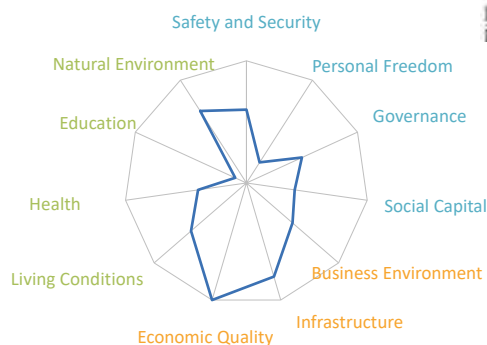 Safety and Security
Natural Environment
Personal Freedom
Education
Governance
Health
Social Capital
Living Conditions
Business Environment
Economic Quality
Infrastructure